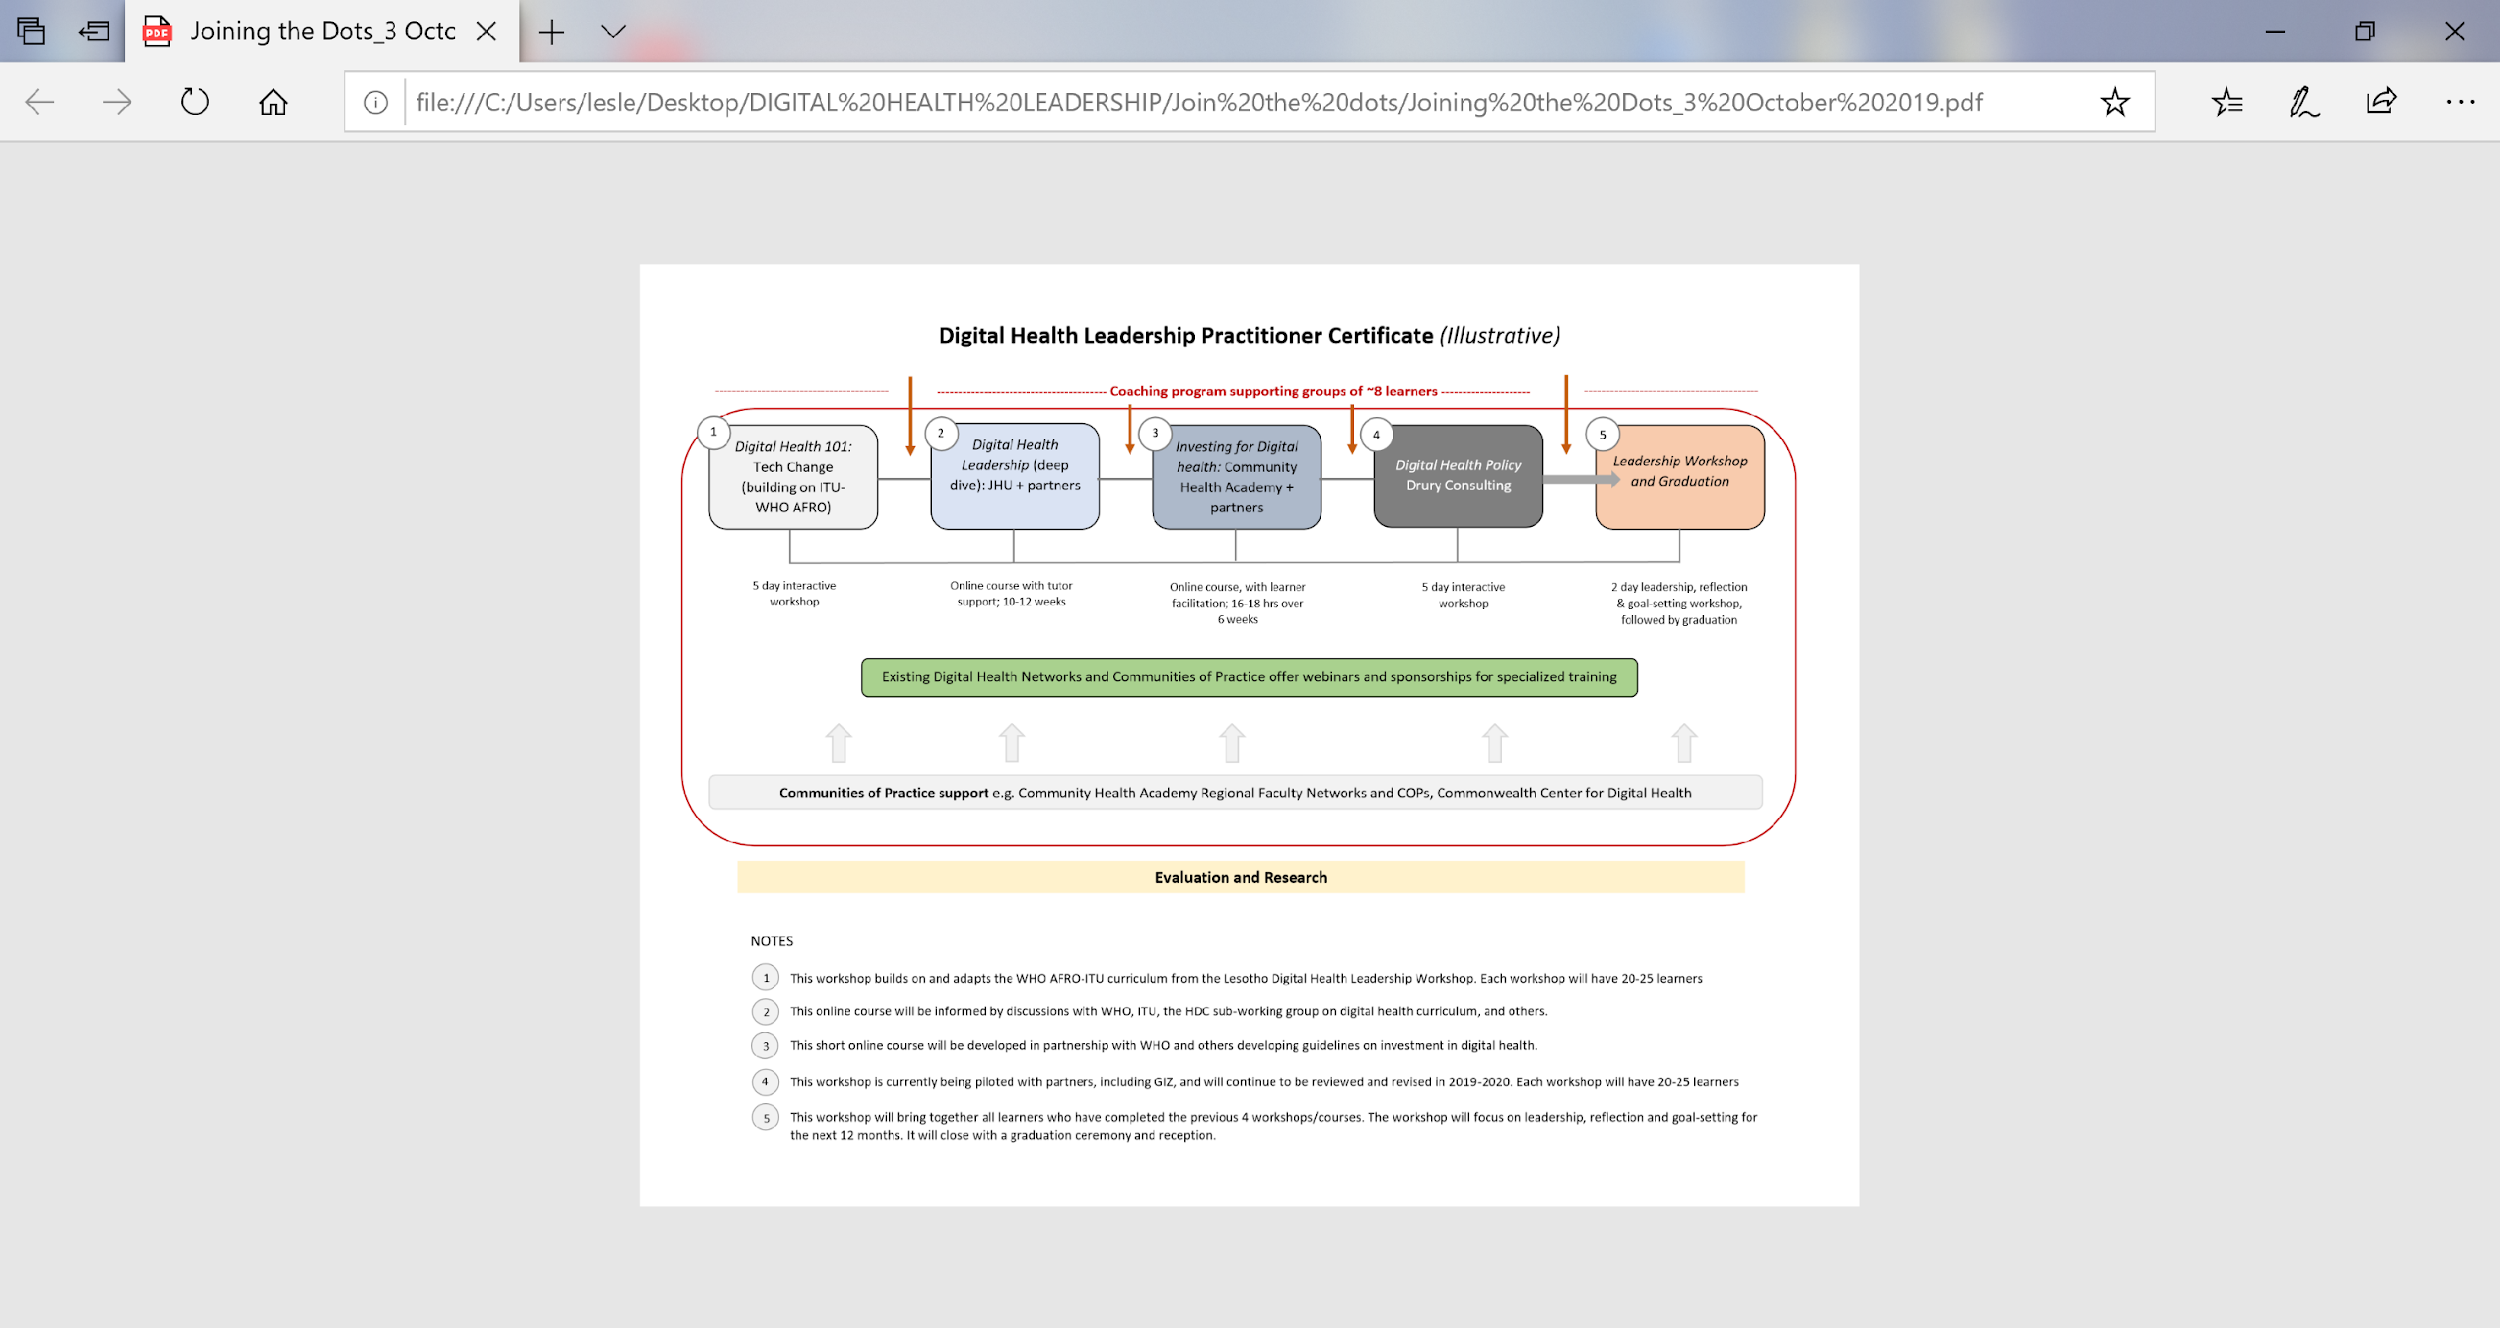 Joining the Dots_3 Octo
file:///C:/Users/lesle/Desktop/DIGITAL%20HEALTH%20LEADERSHIP/Join%20the%20dots/Joining%20the%20Dots_3%20October%202019.pdf
Digital Health Leadership Practitioner Certificate (Illustrative)
Coaching program supporting groups of ~8 learners
1
Digital Health 101:
Tech Change
(building on ITU-
WHO AFRO)
2
Digital Health
Leadership (deep
dive): JHU + partners
3
Investing for Digital
health: Community
Health Academy +
partners
4
Digital Health Policy
Drury Consulting
5
Leadership Workshop
and Graduation
5 day interactive
workshop
Online course with tutor
support; 10-12 weeks
Online course, with learner
facilitation; 16-18 hrs over
6 weeks
5 day interactive
workshop
2 day leadership, reflection
& goal-setting workshop,
followed by graduation
Existing Digital Health Networks and Communities of Practice offer webinars and sponsorships for specialized training
Communities of Practice support e.g. Community Health Academy Regional Faculty Networks and COPs, Commonwealth Center for Digital Health
Evaluation and Research
NOTES
1 This workshop builds on and adapts the WHO AFRO-ITU curriculum from the Lesotho Digital Health Leadership Workshop. Each workshop will have 20-25 learners
2 This online course will be informed by discussions with WHO, ITU, the HDC sub-working group on digital health curriculum, and others.
3 This short online course will be developed in partnership with WHO and others developing guidelines on investment in digital health.
4 This workshop is currently being piloted with partners, including GIZ, and will continue to be reviewed and revised in 2019-2020. Each workshop will have 20-25 learners
5 This workshop will bring together all learners who have completed the previous 4 workshops/courses. The workshop will focus on leadership, reflection and goal-setting for
the next 12 months. It will close with a graduation ceremony and reception.